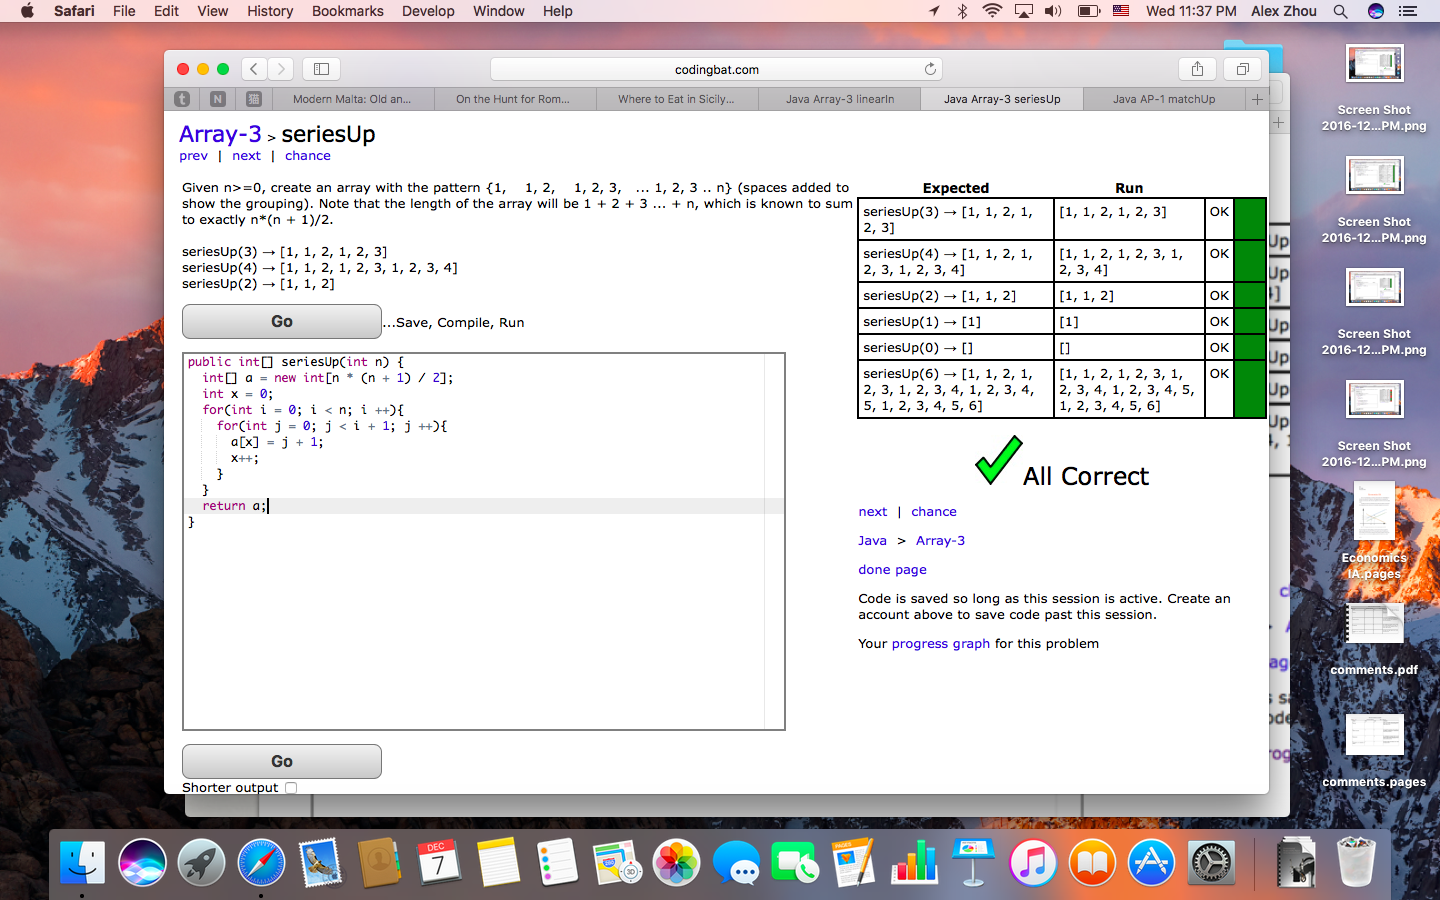 Safari File Edit View History Bookmarks Develop Window Help Wed 11:37 PM Alex Zhou
codingbat.com
t N 猫 Modern Malta: Old an... On the Hunt for Rom... Where to Eat in Sicily... Java Array-3 linearIn Java Array-3 seriesUp Java AP-1 matchUp +
Array-3 > seriesUp
prev | next | chance
Given n>=0, create an array with the pattern {1, 1, 2, 1, 2, 3, ... 1, 2, 3 .. n} (spaces added to
show the grouping). Note that the length of the array will be 1 + 2 + 3 ... + n, which is known to sum
to exactly n*(n + 1)/2.
seriesUp(3) → [1, 1, 2, 1, 2, 3]
seriesUp(4) → [1, 1, 2, 1, 2, 3, 1, 2, 3, 4]
seriesUp(2) → [1, 1, 2]
Go
...Save, Compile, Run
public int[] seriesUp(int n) {
int[] a = new int[n * (n + 1) / 2];
int x = 0;
for(int i = 0; i < n; i ++){
for(int j = 0; j < i + 1; j ++){
a[x] = j + 1;
x++;
}
}
return a;
}
Go
Shorter output
Expected Run
seriesUp(3) → [1, 1, 2, 1,
2, 3]
[1, 1, 2, 1, 2, 3]
OK
seriesUp(4) → [1, 1, 2, 1,
2, 3, 1, 2, 3, 4]
[1, 1, 2, 1, 2, 3, 1,
2, 3, 4]
OK
seriesUp(2) → [1, 1, 2]
[1, 1, 2]
OK
seriesUp(1) → [1]
[1]
OK
seriesUp(0) → []
[]
OK
seriesUp(6) → [1, 1, 2, 1,
2, 3, 1, 2, 3, 4, 1, 2, 3, 4,
5, 1, 2, 3, 4, 5, 6]
[1, 1, 2, 1, 2, 3, 1,
2, 3, 4, 1, 2, 3, 4, 5,
1, 2, 3, 4, 5, 6]
OK
All Correct
next | chance
Java > Array-3
done page
Code is saved so long as this session is active. Create an
account above to save code past this session.
Your progress graph for this problem
Screen Shot
2016-12...PM.png
Screen Shot
2016-12...PM.png
Screen Shot
2016-12...PM.png
Screen Shot
2016-12...PM.png
Economics
IA.pages
comments.pdf
comments.pages
DEC
7
PAGES
3D